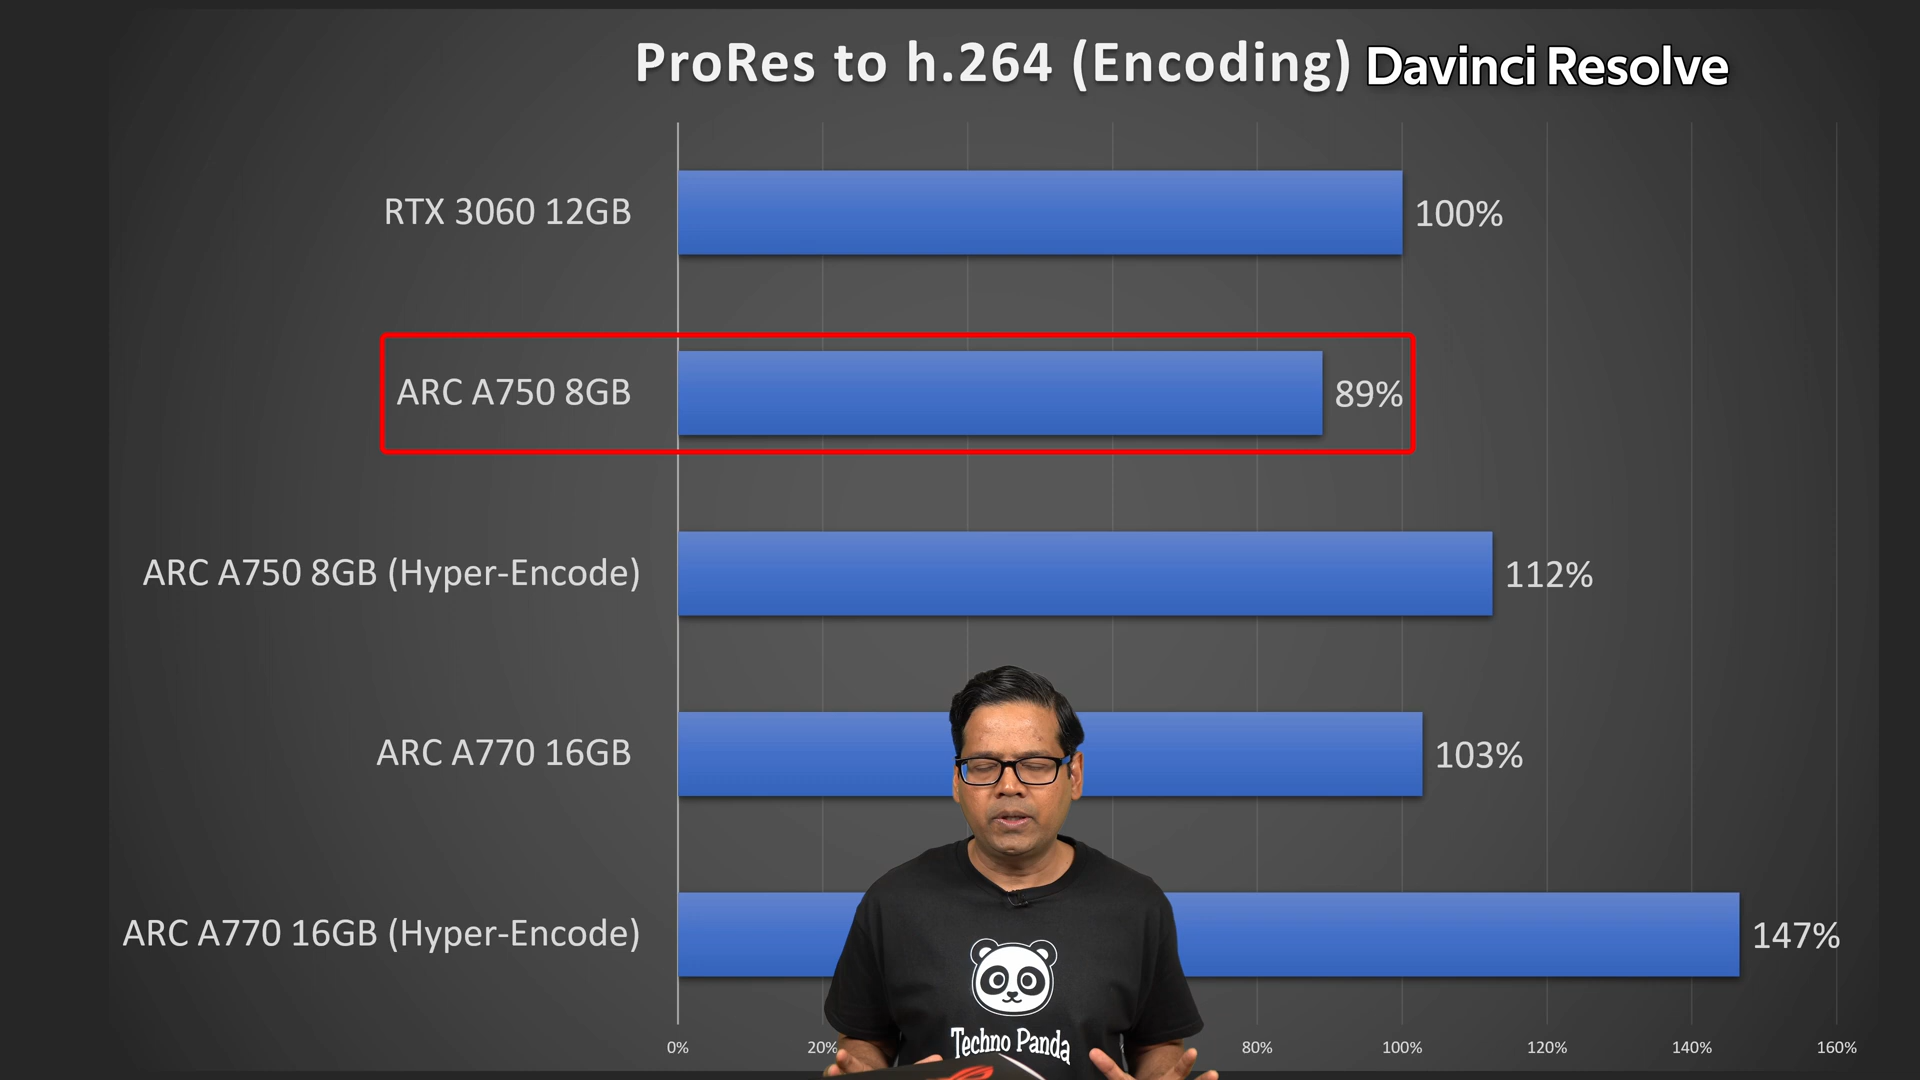 ProRes to h.264 (Encoding) Davinci Resolve
RTX 3060 12GB 100%
ARC A750 8GB 89%
ARC A750 8GB (Hyper-Encode) 112%
ARC A770 16GB 103%
ARC A770 16GB (Hyper-Encode) 147%
Techno Panda
0% 20% 80% 100% 120% 140% 160%